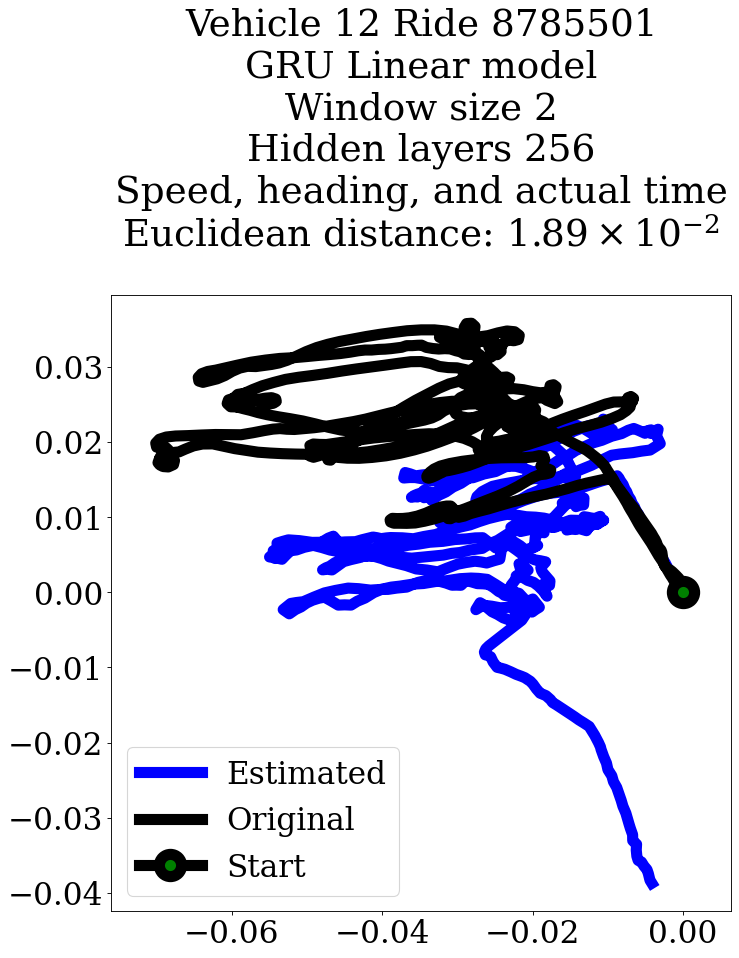 Vehicle 12 Ride 8785501
GRU Linear model
Window size 2
Hidden layers 256
Speed, heading, and actual time
Euclidean distance: 1.89 × 10⁻²
0.03
0.02
0.01
0.00
−0.01
−0.02
−0.03
−0.04
Estimated
Original
Start
−0.06 −0.04 −0.02 0.00